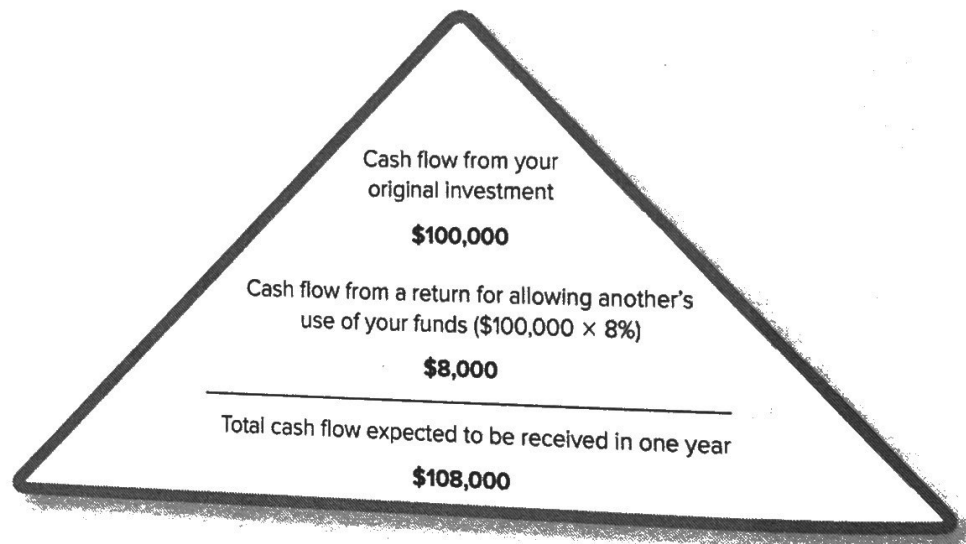 Cash flow from your
original investment
$100,000
Cash flow from a return for allowing another's
use of your funds ($100,000 × 8%)
$8,000
Total cash flow expected to be received in one year
$108,000